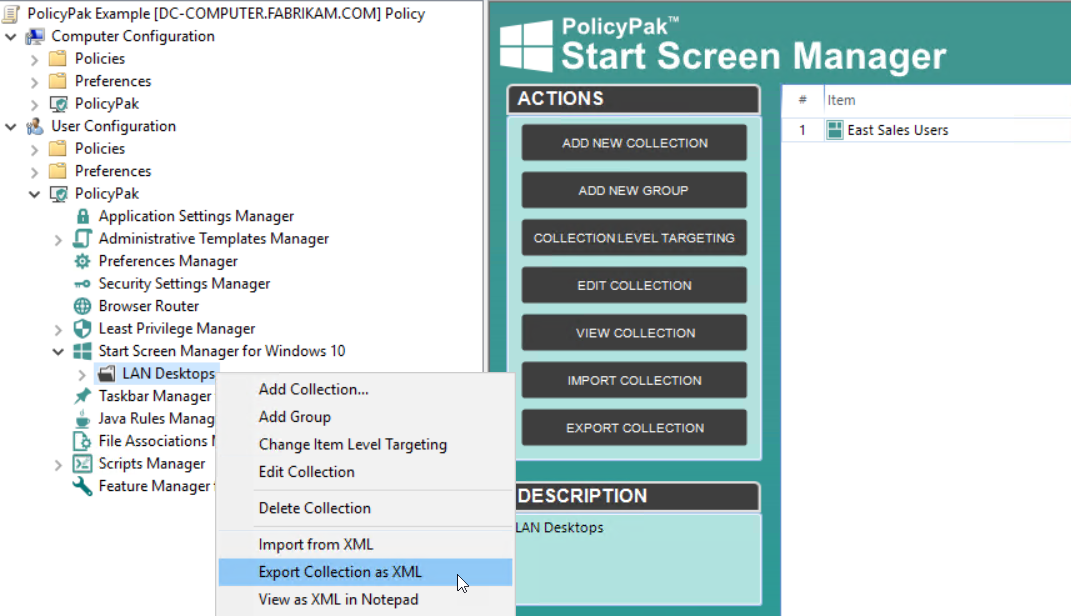 PolicyPak Example [DC-COMPUTER.FABRIKAM.COM] Policy
Computer Configuration
Policies
Preferences
PolicyPak
User Configuration
Policies
Preferences
PolicyPak
Application Settings Manager
Administrative Templates Manager
Preferences Manager
Security Settings Manager
Browser Router
Least Privilege Manager
Start Screen Manager for Windows 10
LAN Desktops
Taskbar Manager
Java Rules Manag
File Associations
Scripts Manager
Feature Manager
Add Collection...
Add Group
Change Item Level Targeting
Edit Collection
Delete Collection
Import from XML
Export Collection as XML
View as XML in Notepad
PolicyPak™
Start Screen Manager
ACTIONS
ADD NEW COLLECTION
ADD NEW GROUP
COLLECTION LEVEL TARGETING
EDIT COLLECTION
VIEW COLLECTION
IMPORT COLLECTION
EXPORT COLLECTION
DESCRIPTION
LAN Desktops
# Item
1 East Sales Users